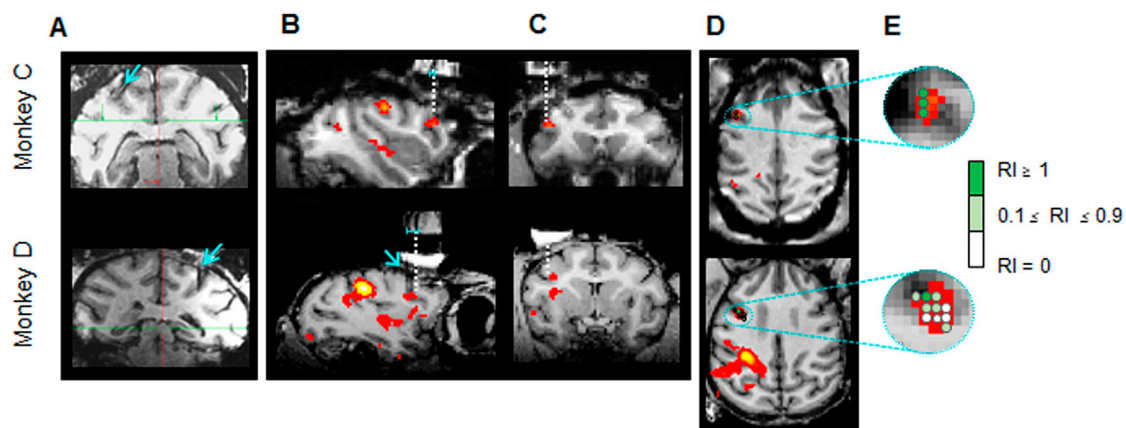 A
B
C
D
E
Monkey C
Monkey D
RI ≥ 1
0.1 ≤ RI ≤ 0.9
RI = 0